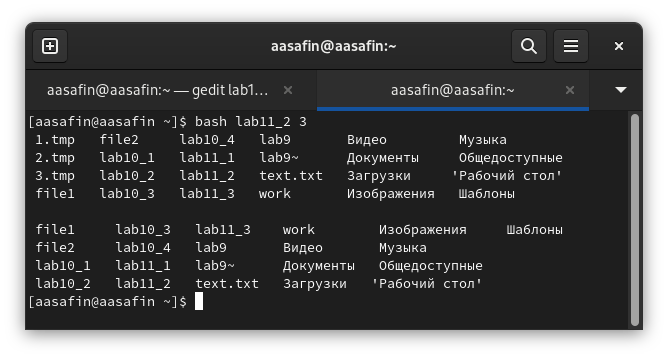 aasafin@aasafin:~
aasafin@aasafin:~ — gedit lab1… × aasafin@aasafin:~ ×
[aasafin@aasafin ~]$ bash lab11_2 3
1.tmp file2 lab10_4 lab9 Видео Музыка
2.tmp lab10_1 lab11_1 lab9~ Документы Общедоступные
3.tmp lab10_2 lab11_2 text.txt Загрузки 'Рабочий стол'
file1 lab10_3 lab11_3 work Изображения Шаблоны
file1 lab10_3 lab11_3 work Изображения Шаблоны
file2 lab10_4 lab9 Видео Музыка
lab10_1 lab11_1 lab9~ Документы Общедоступные
lab10_2 lab11_2 text.txt Загрузки 'Рабочий стол'
[aasafin@aasafin ~]$